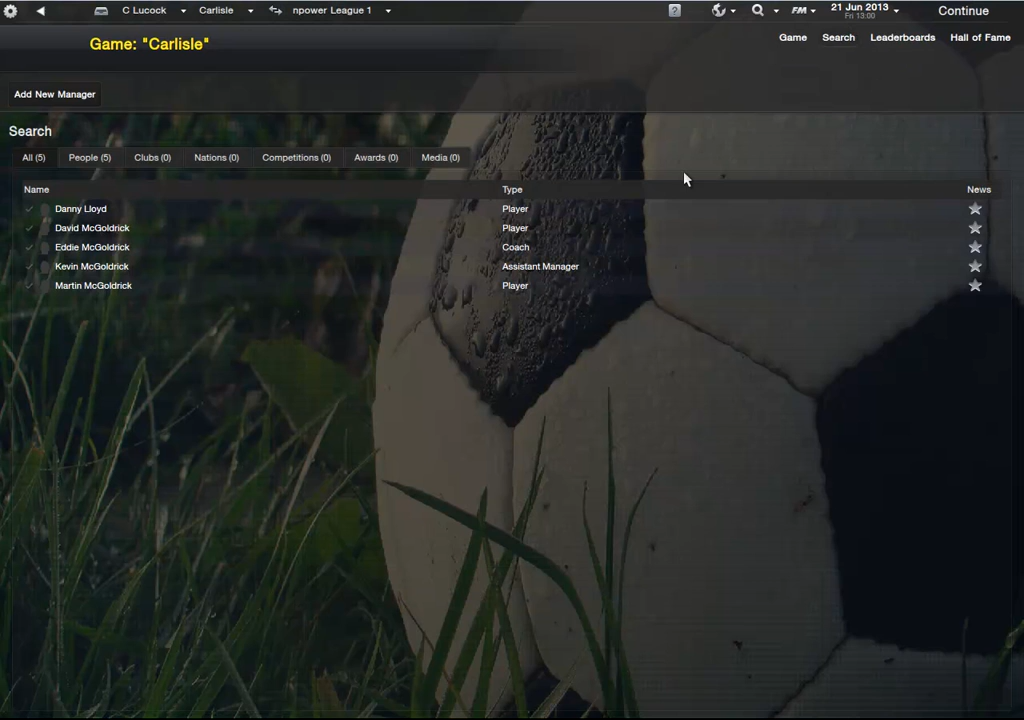 C Lucock Carlisle npower League 1 ? FM 21 Jun 2013 Continue
Fri 13:00
Game: "Carlisle" Game Search Leaderboards Hall of Fame
Add New Manager
Search
All (5) People (5) Clubs (0) Nations (0) Competitions (0) Awards (0) Media (0)
Name Type News
Danny Lloyd Player
David McGoldrick Player
Eddie McGoldrick Coach
Kevin McGoldrick Assistant Manager
Martin McGoldrick Player